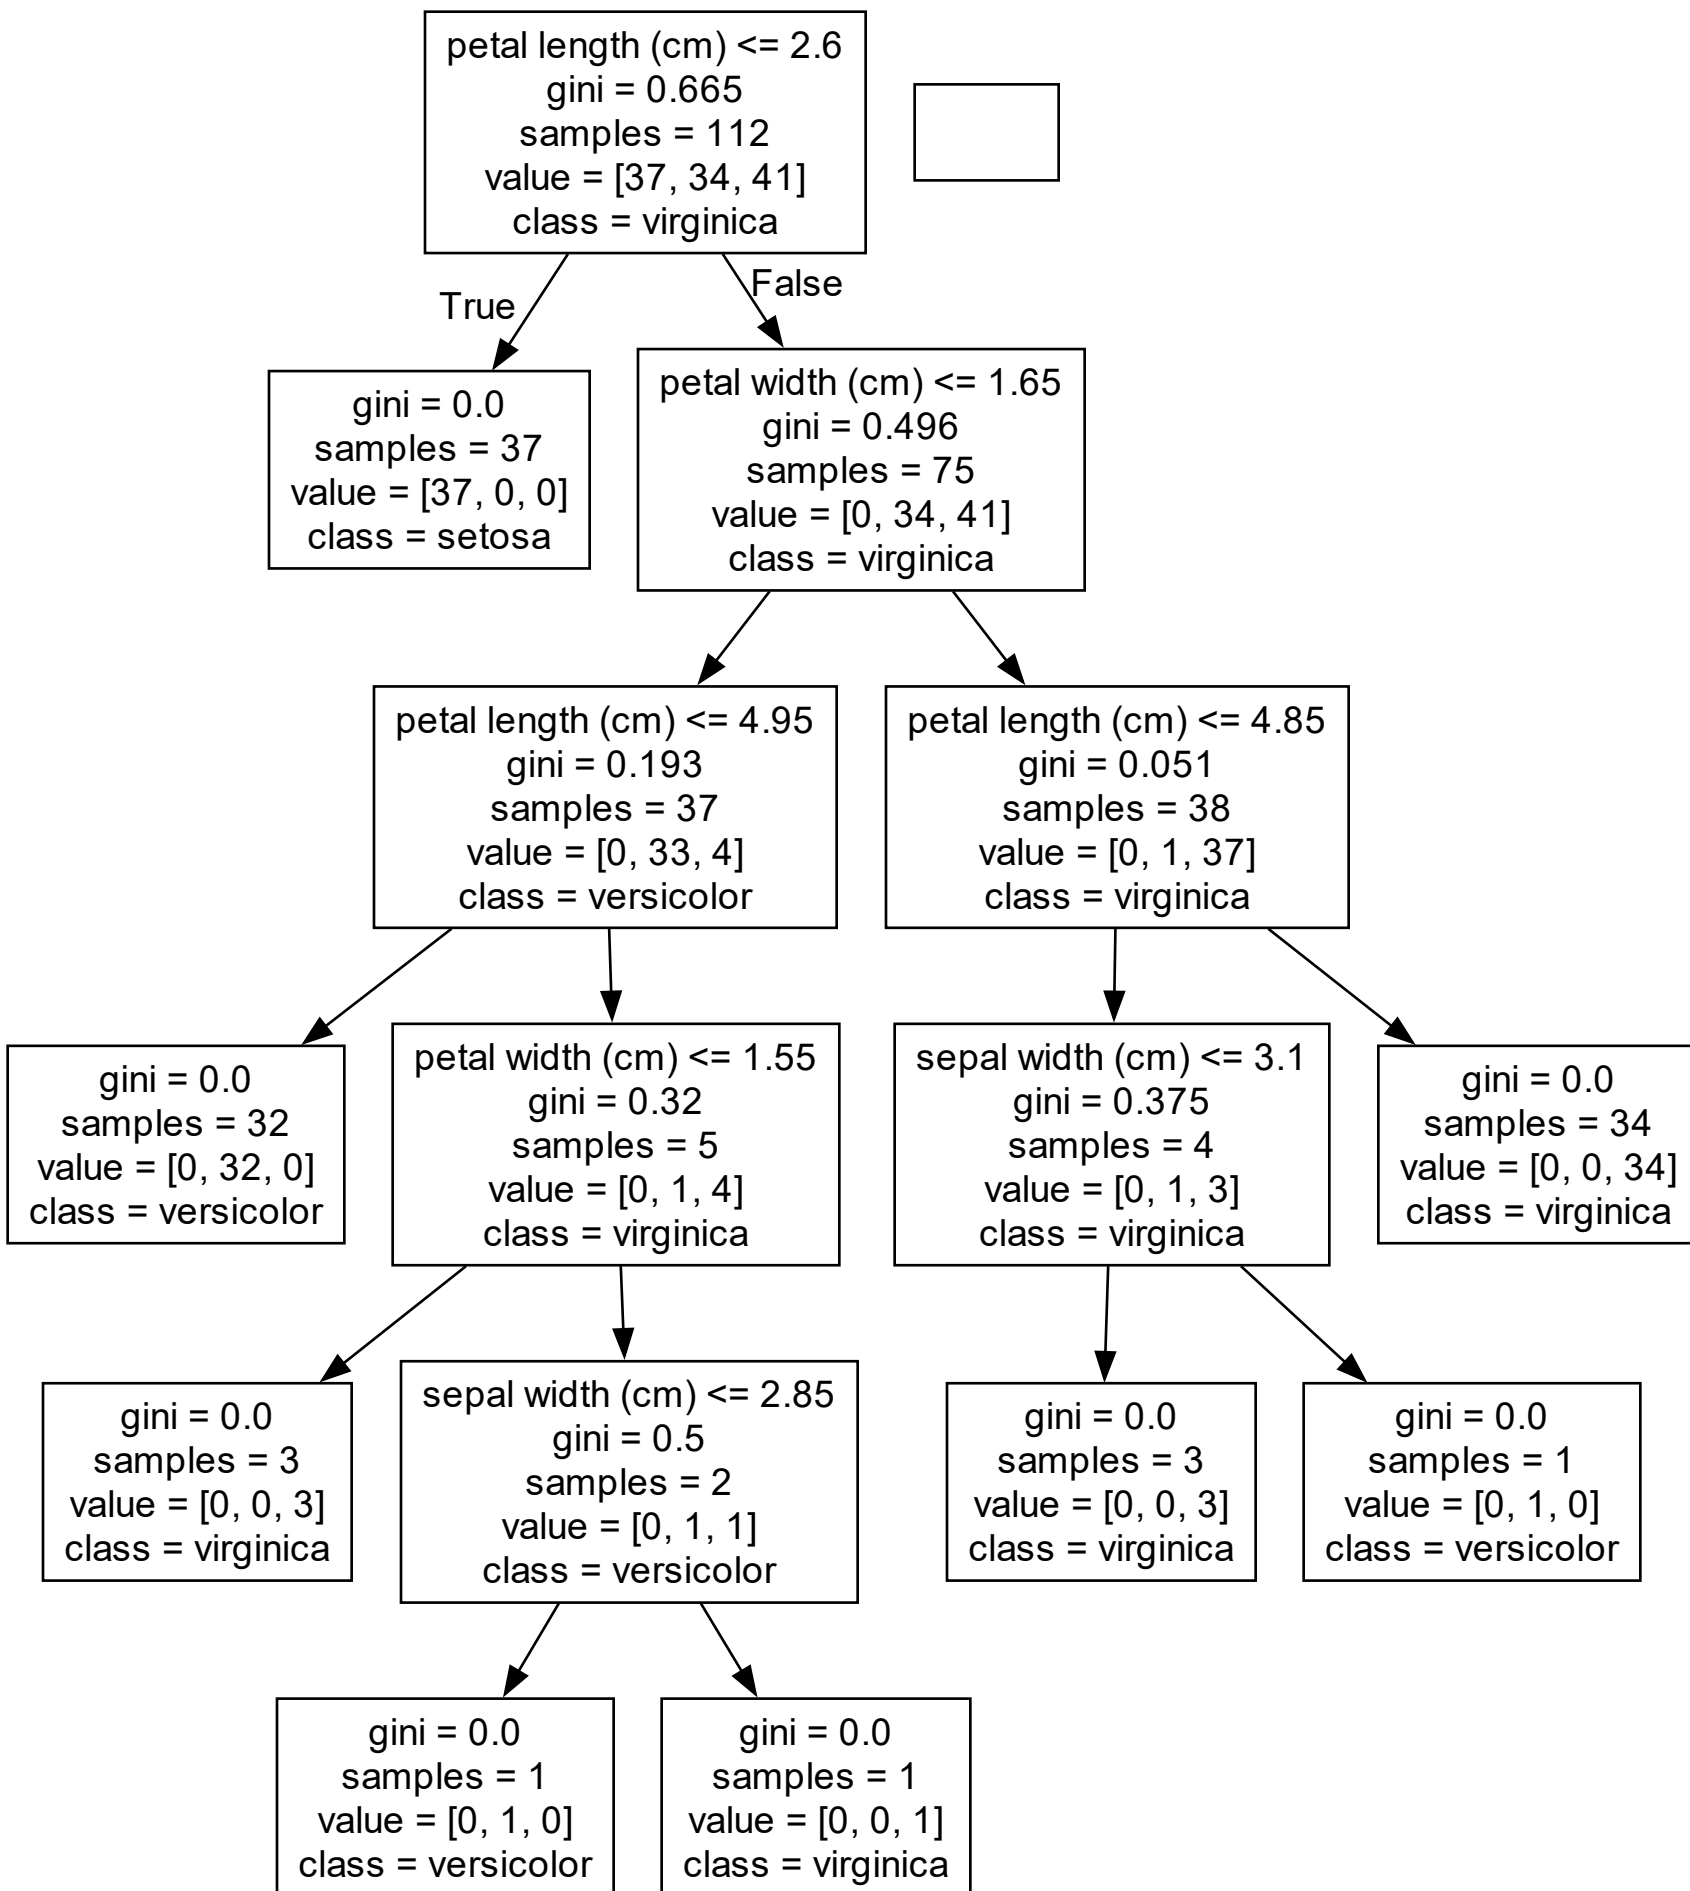 petal length (cm) <= 2.6
gini = 0.665
samples = 112
value = [37, 34, 41]
class = virginica
True
False
gini = 0.0
samples = 37
value = [37, 0, 0]
class = setosa
petal width (cm) <= 1.65
gini = 0.496
samples = 75
value = [0, 34, 41]
class = virginica
petal length (cm) <= 4.95
gini = 0.193
samples = 37
value = [0, 33, 4]
class = versicolor
petal length (cm) <= 4.85
gini = 0.051
samples = 38
value = [0, 1, 37]
class = virginica
gini = 0.0
samples = 32
value = [0, 32, 0]
class = versicolor
petal width (cm) <= 1.55
gini = 0.32
samples = 5
value = [0, 1, 4]
class = virginica
sepal width (cm) <= 3.1
gini = 0.375
samples = 4
value = [0, 1, 3]
class = virginica
gini = 0.0
samples = 34
value = [0, 0, 34]
class = virginica
gini = 0.0
samples = 3
value = [0, 0, 3]
class = virginica
sepal width (cm) <= 2.85
gini = 0.5
samples = 2
value = [0, 1, 1]
class = versicolor
gini = 0.0
samples = 3
value = [0, 0, 3]
class = virginica
gini = 0.0
samples = 1
value = [0, 1, 0]
class = versicolor
gini = 0.0
samples = 1
value = [0, 1, 0]
class = versicolor
gini = 0.0
samples = 1
value = [0, 0, 1]
class = virginica